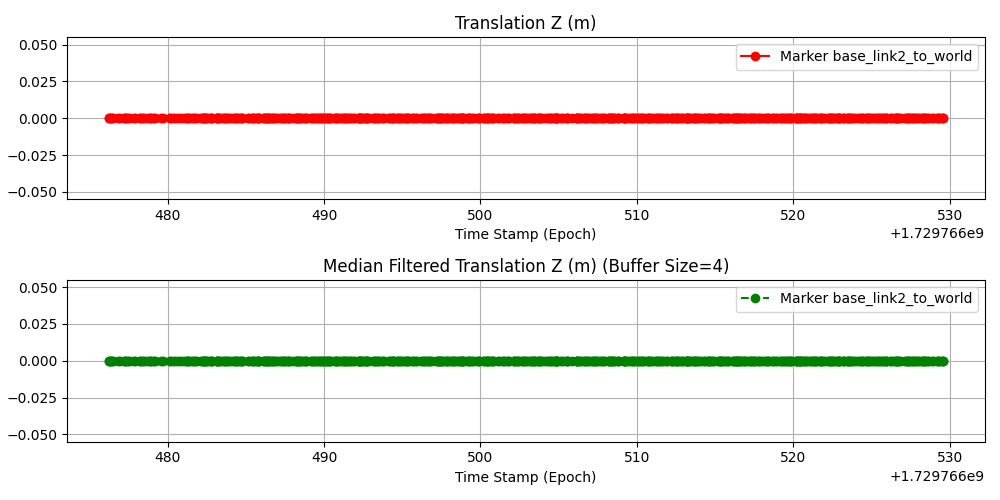 Translation Z (m)
0.050
0.025
0.000
−0.025
−0.050
Marker base_link2_to_world
480 490 500 510 520 530
Time Stamp (Epoch)
+1.729766e9
Median Filtered Translation Z (m) (Buffer Size=4)
0.050
0.025
0.000
−0.025
−0.050
Marker base_link2_to_world
480 490 500 510 520 530
Time Stamp (Epoch)
+1.729766e9